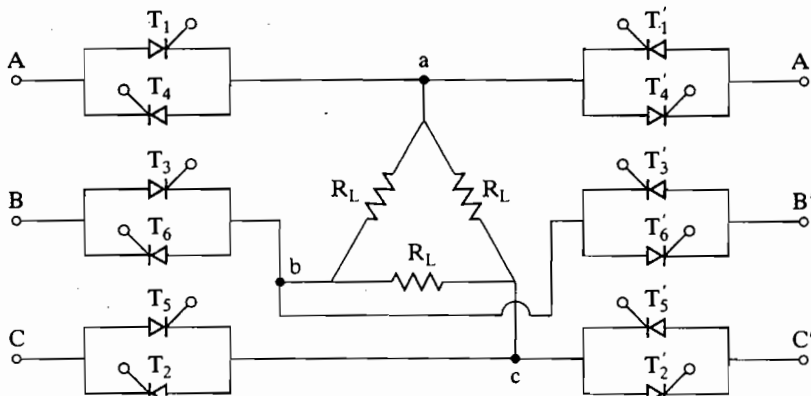 T1 T1'
A a A
T4 T4'
T3 T3'
B RL RL B'
T6 T6'
b RL
T5 T5'
C C'
T2 T2'
c